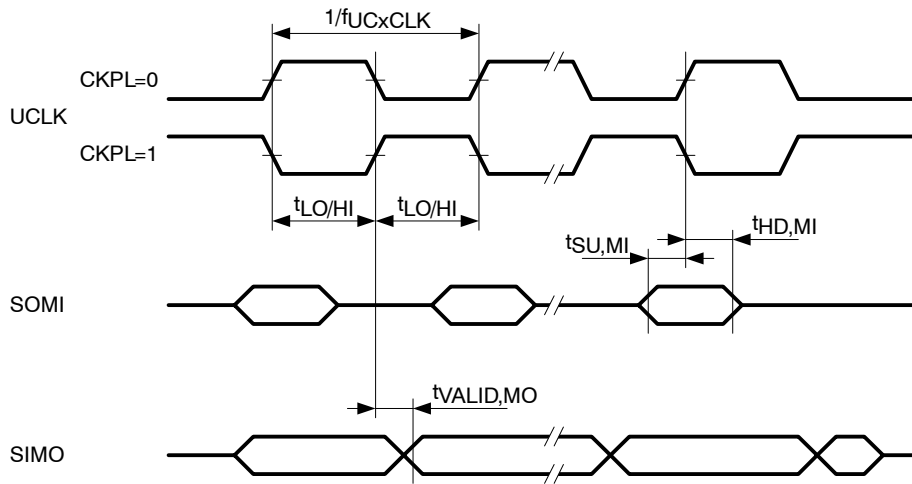 1/fUCxCLK
CKPL=0
UCLK
CKPL=1
tLO/HI tLO/HI
tHD,MI
tSU,MI
SOMI
tVALID,MO
SIMO